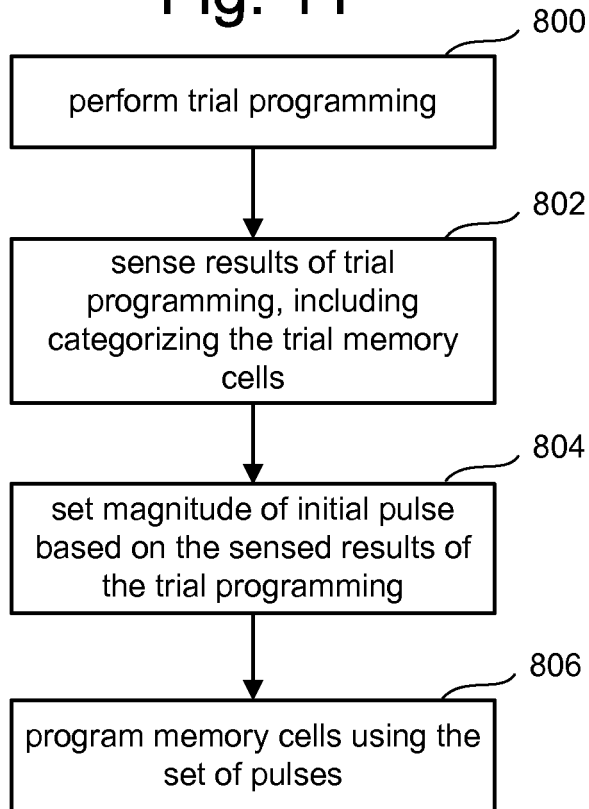 Fig. 11
800
perform trial programming
802
sense results of trial
programming, including
categorizing the trial memory
cells
804
set magnitude of initial pulse
based on the sensed results of
the trial programming
806
program memory cells using the
set of pulses